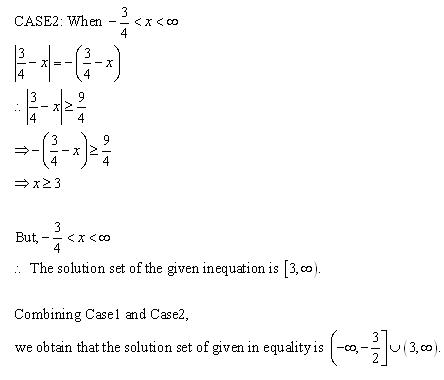 CASE2: When −3/4 < x < ∞
|3/4 − x| = −(3/4 − x)
∴ |3/4 − x| ≥ 9/4
⇒ −(3/4 − x) ≥ 9/4
⇒ x ≥ 3
But, −3/4 < x < ∞
∴ The solution set of the given inequation is [3, ∞).
Combining Case1 and Case2,
we obtain that the solution set of given in equality is (−∞, −3/2] ∪ (3, ∞).